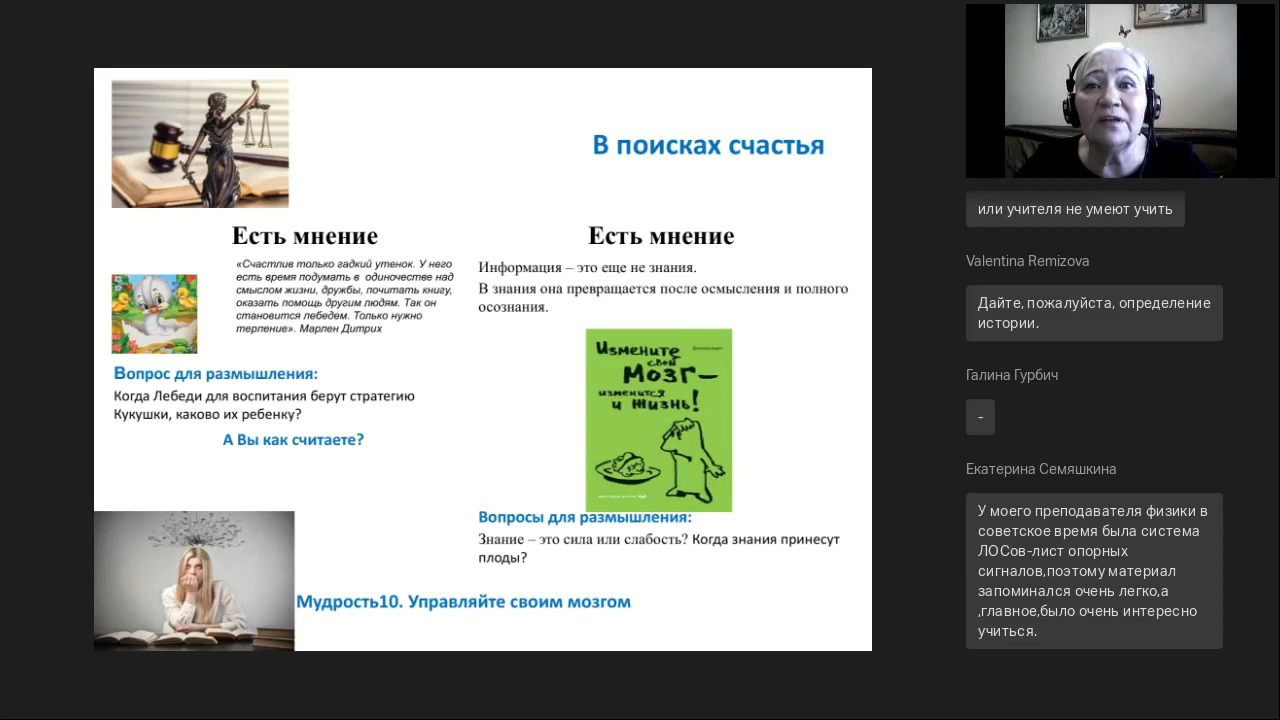 В поисках счастья
Есть мнение
«Счастлив только гадкий утенок. У него
есть время подумать в одиночестве над
смыслом жизни, дружбы, почитать книгу,
оказать помощь другим людям. Так он
становится лебедем. Только нужно
терпение». Марлен Дитрих
Вопрос для размышления:
Когда Лебеди для воспитания берут стратегию
Кукушки, каково их ребенку?
А Вы как считаете?
Есть мнение
Информация – это еще не знания.
В знания она превращается после осмысления и полного
осознания.
Измените
свой
мозг–
изменится
и жизнь!
Вопросы для размышления:
Знание – это сила или слабость? Когда знания принесут
плоды?
Мудрость10. Управляйте своим мозгом
или учителя не умеют учить
Valentina Remizova
Дайте, пожалуйста, определение
истории.
Галина Гурбич
-
Екатерина Семяшкина
У моего преподавателя физики в
советское время была система
ЛОСов-лист опорных
сигналов,поэтому материал
запоминался очень легко,а
,главное,было очень интересно
учиться.